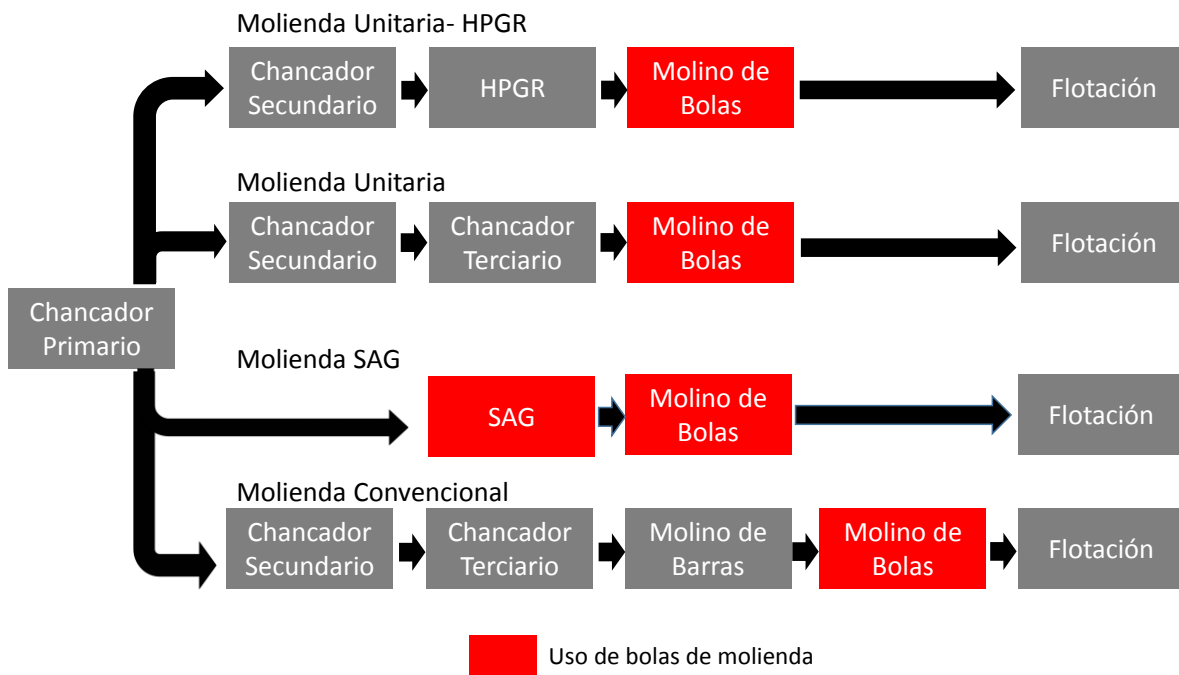 Molienda Unitaria- HPGR
Chancador
Secundario
HPGR
Molino de
Bolas
Flotación
Molienda Unitaria
Chancador
Secundario
Chancador
Terciario
Molino de
Bolas
Flotación
Chancador
Primario
Molienda SAG
SAG
Molino de
Bolas
Flotación
Molienda Convencional
Chancador
Secundario
Chancador
Terciario
Molino de
Barras
Molino de
Bolas
Flotación
Uso de bolas de molienda